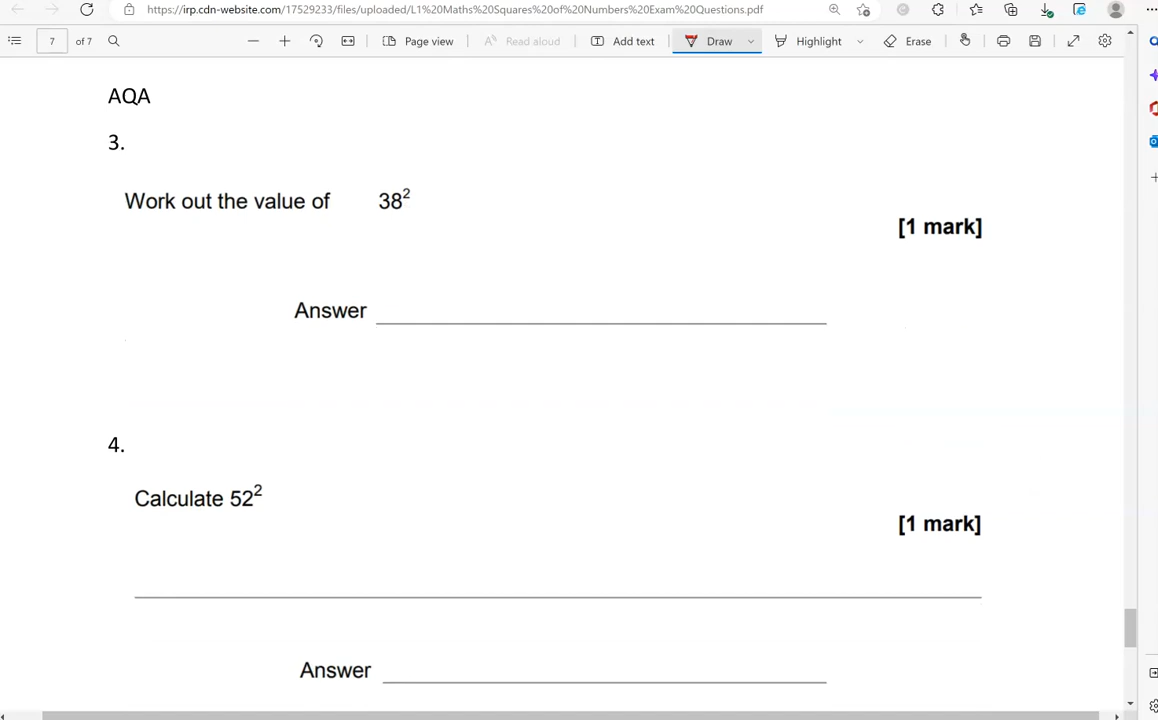 https://irp.cdn-website.com/17529233/files/uploaded/L1%20Maths%20Squares%20of%20Numbers%20Exam%20Questions.pdf
7 of 7 Page view Read aloud Add text Draw Highlight Erase
AQA
3.
Work out the value of 38²
[1 mark]
Answer
4.
Calculate 52²
[1 mark]
Answer